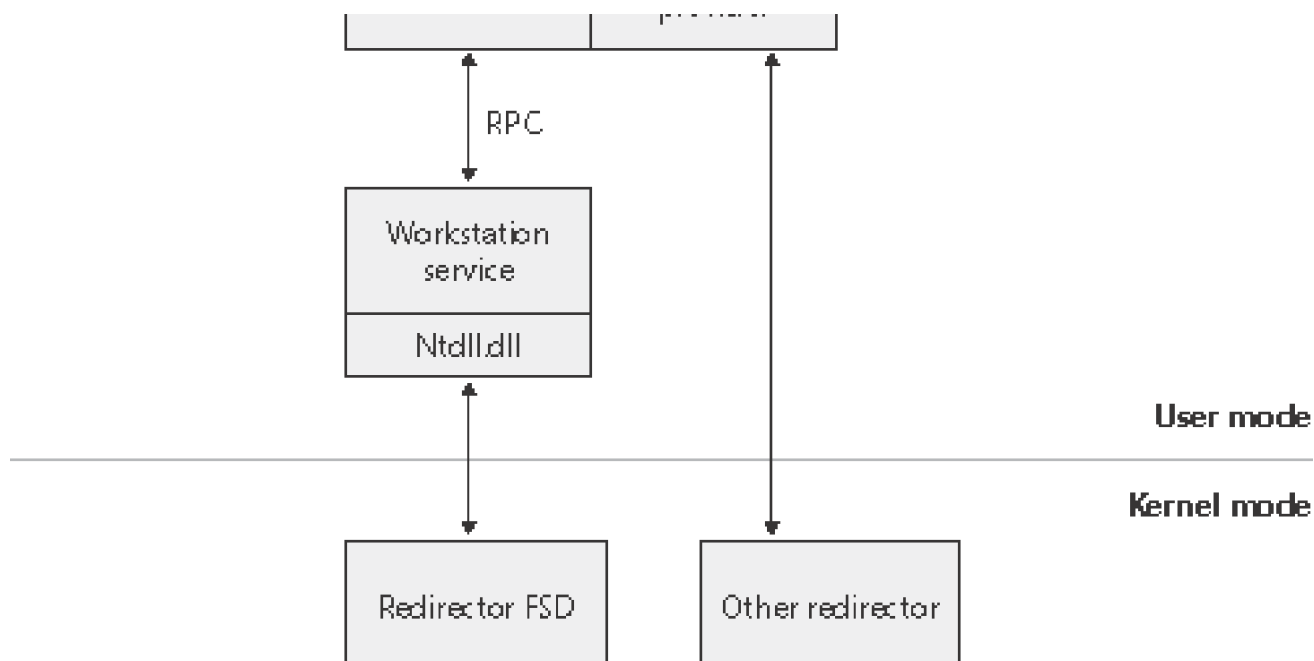 RPC
Workstation
service
Ntdll.dll
User mode
Kernel mode
Redirector FSD
Other redirector